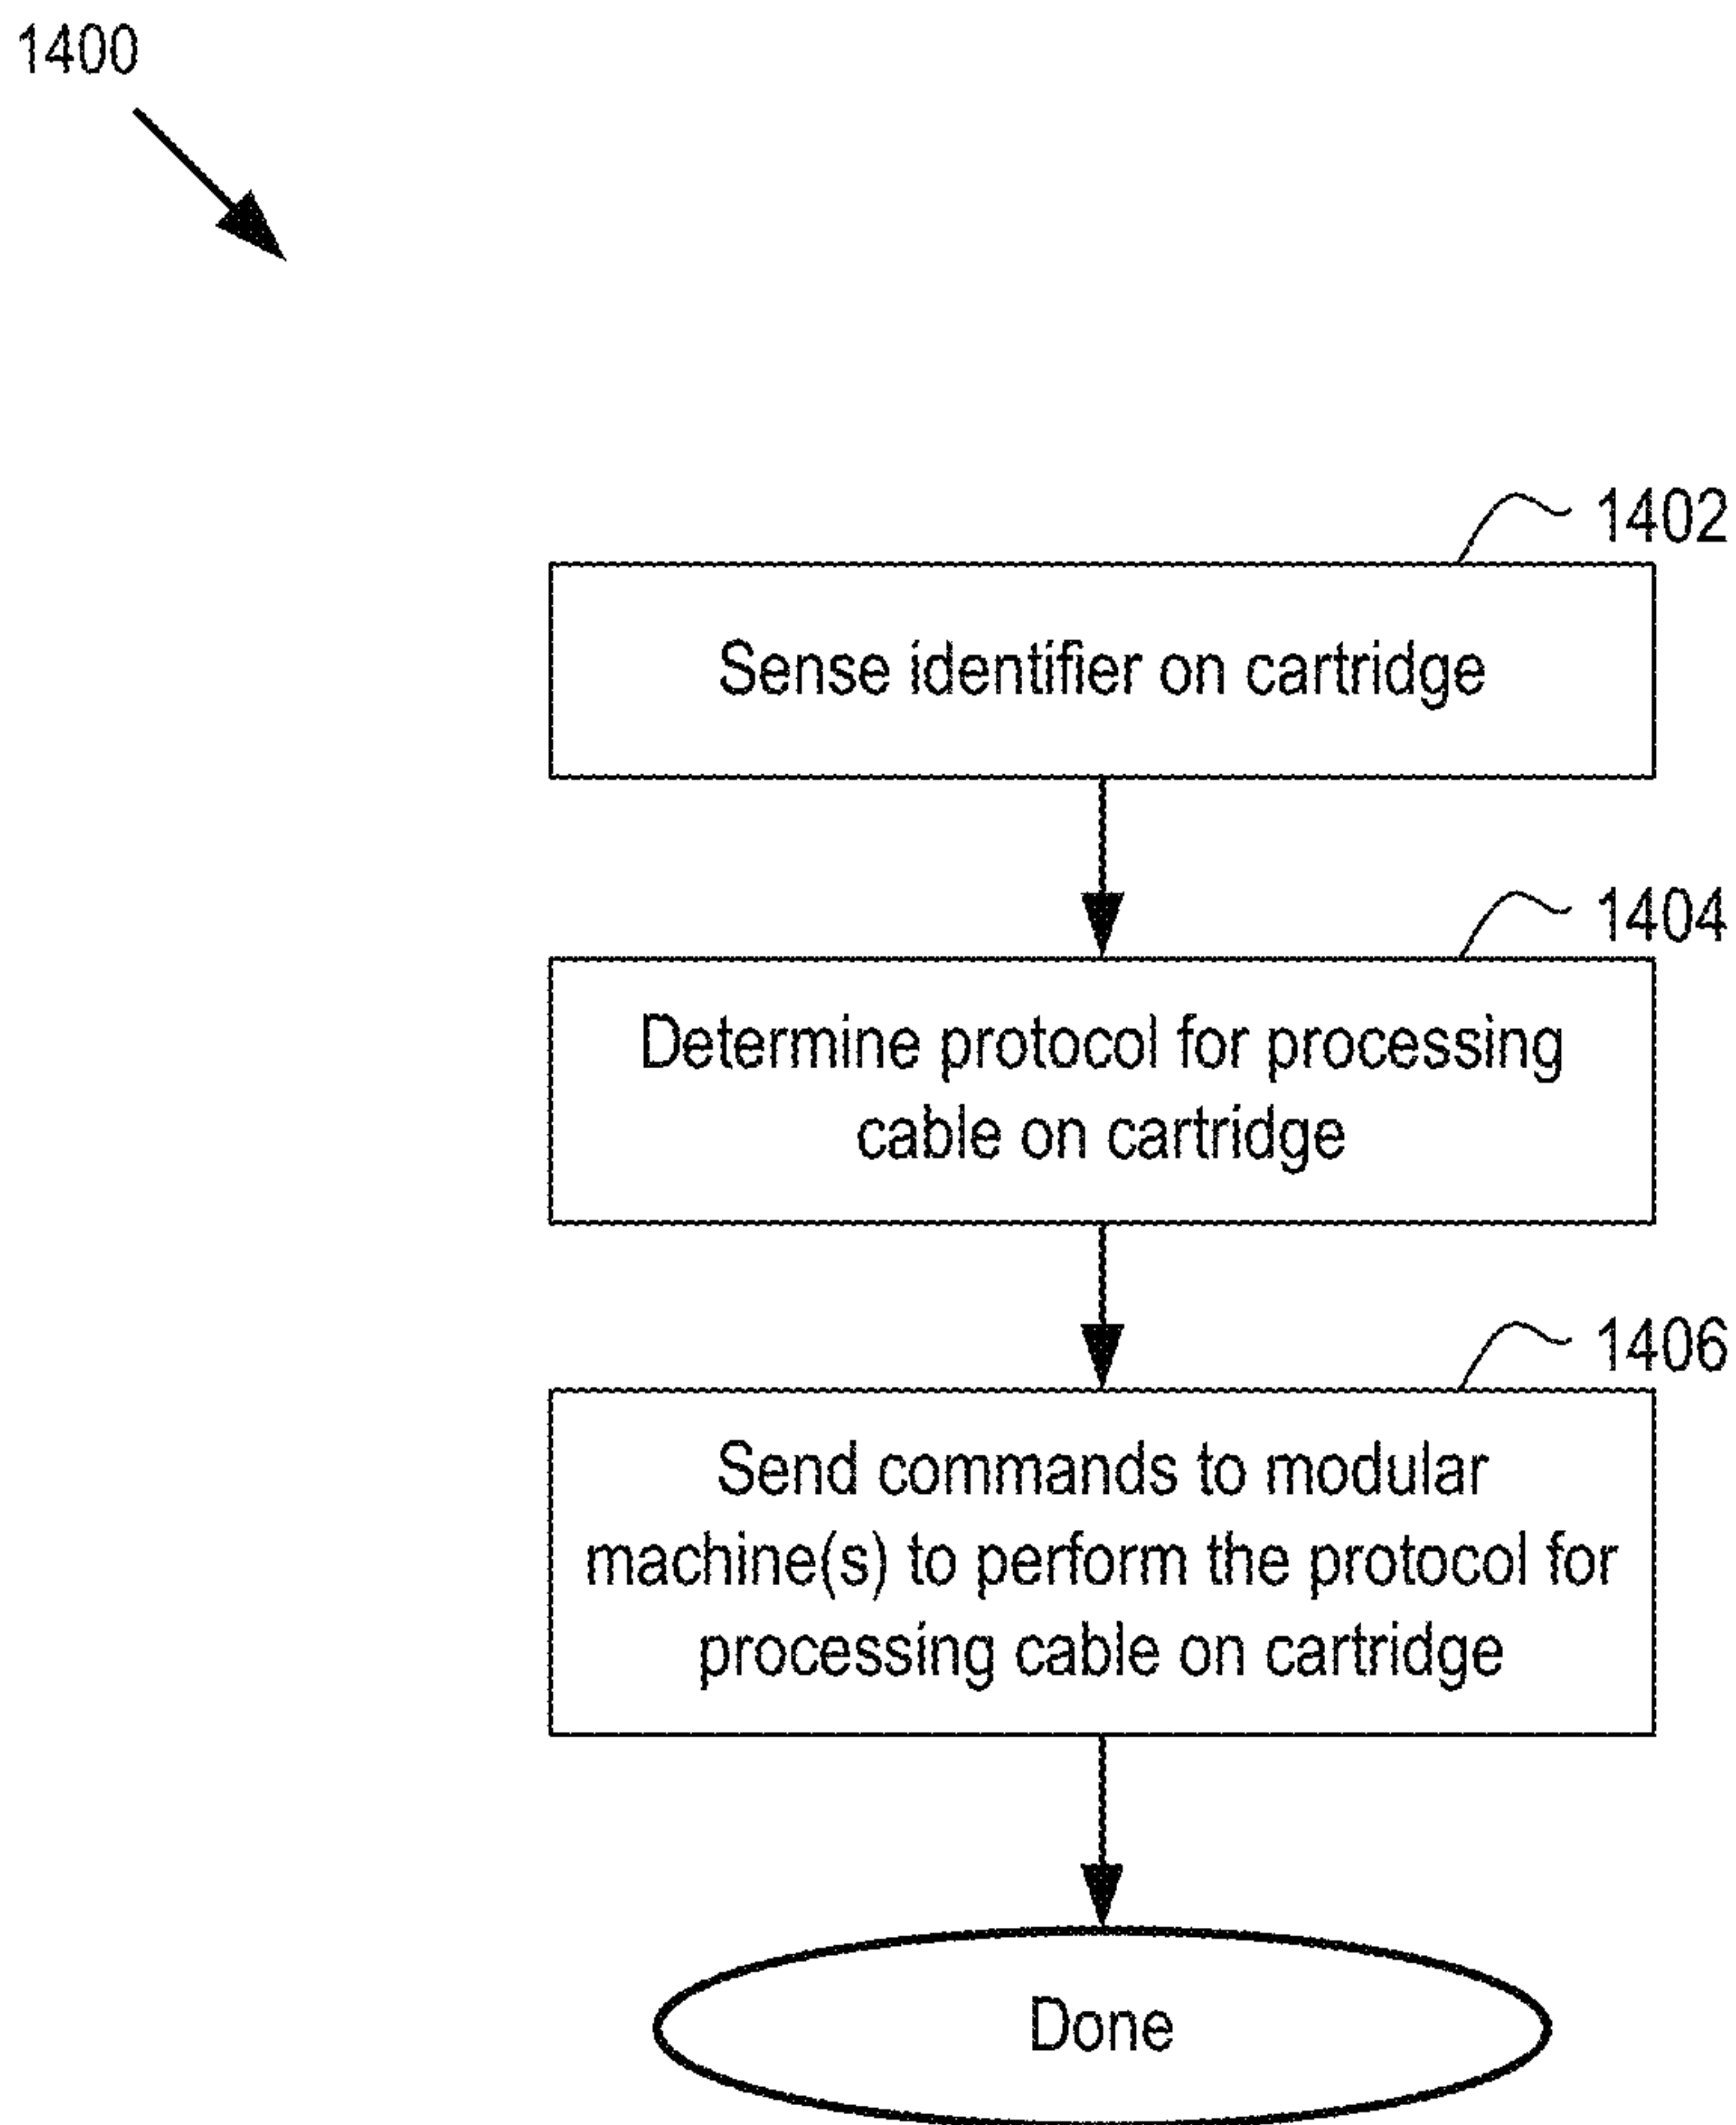 1400
1402
Sense identifier on cartridge
1404
Determine protocol for processing
cable on cartridge
1406
Send commands to modular
machine(s) to perform the protocol for
processing cable on cartridge
Done